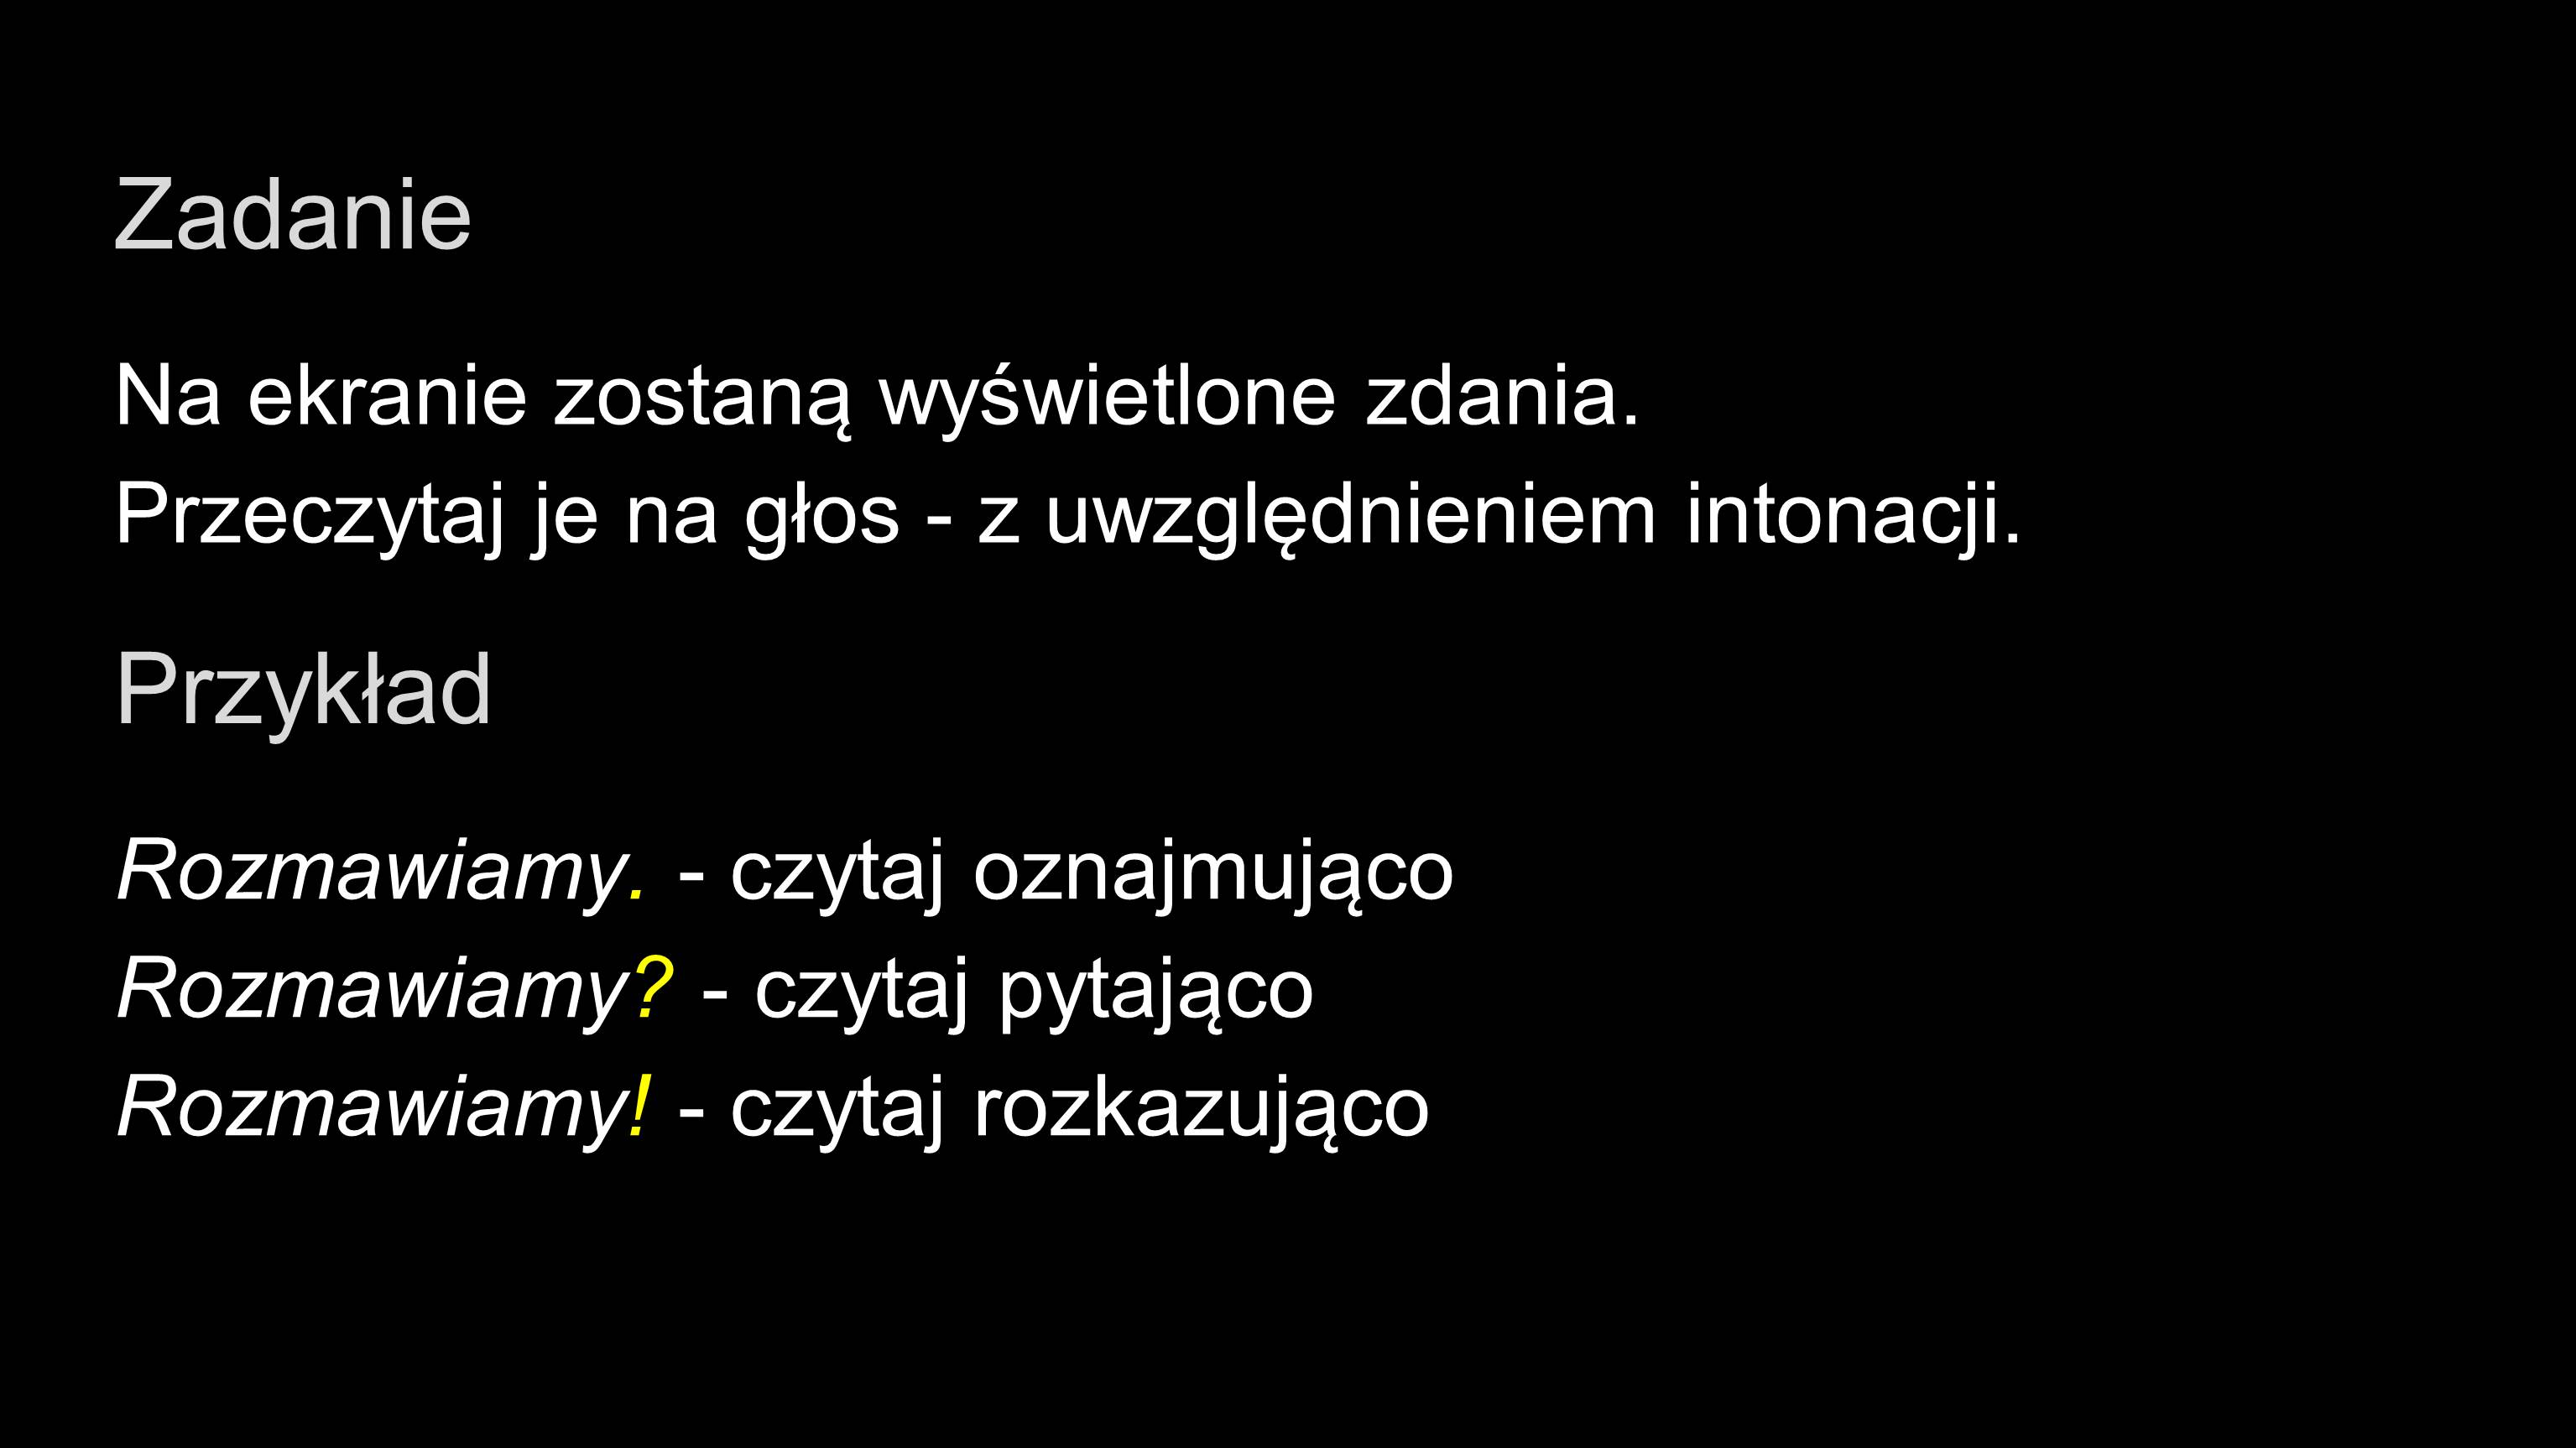 Zadanie
Na ekranie zostaną wyświetlone zdania.
Przeczytaj je na głos - z uwzględnieniem intonacji.
Przykład
Rozmawiamy. - czytaj oznajmująco
Rozmawiamy? - czytaj pytająco
Rozmawiamy! - czytaj rozkazująco